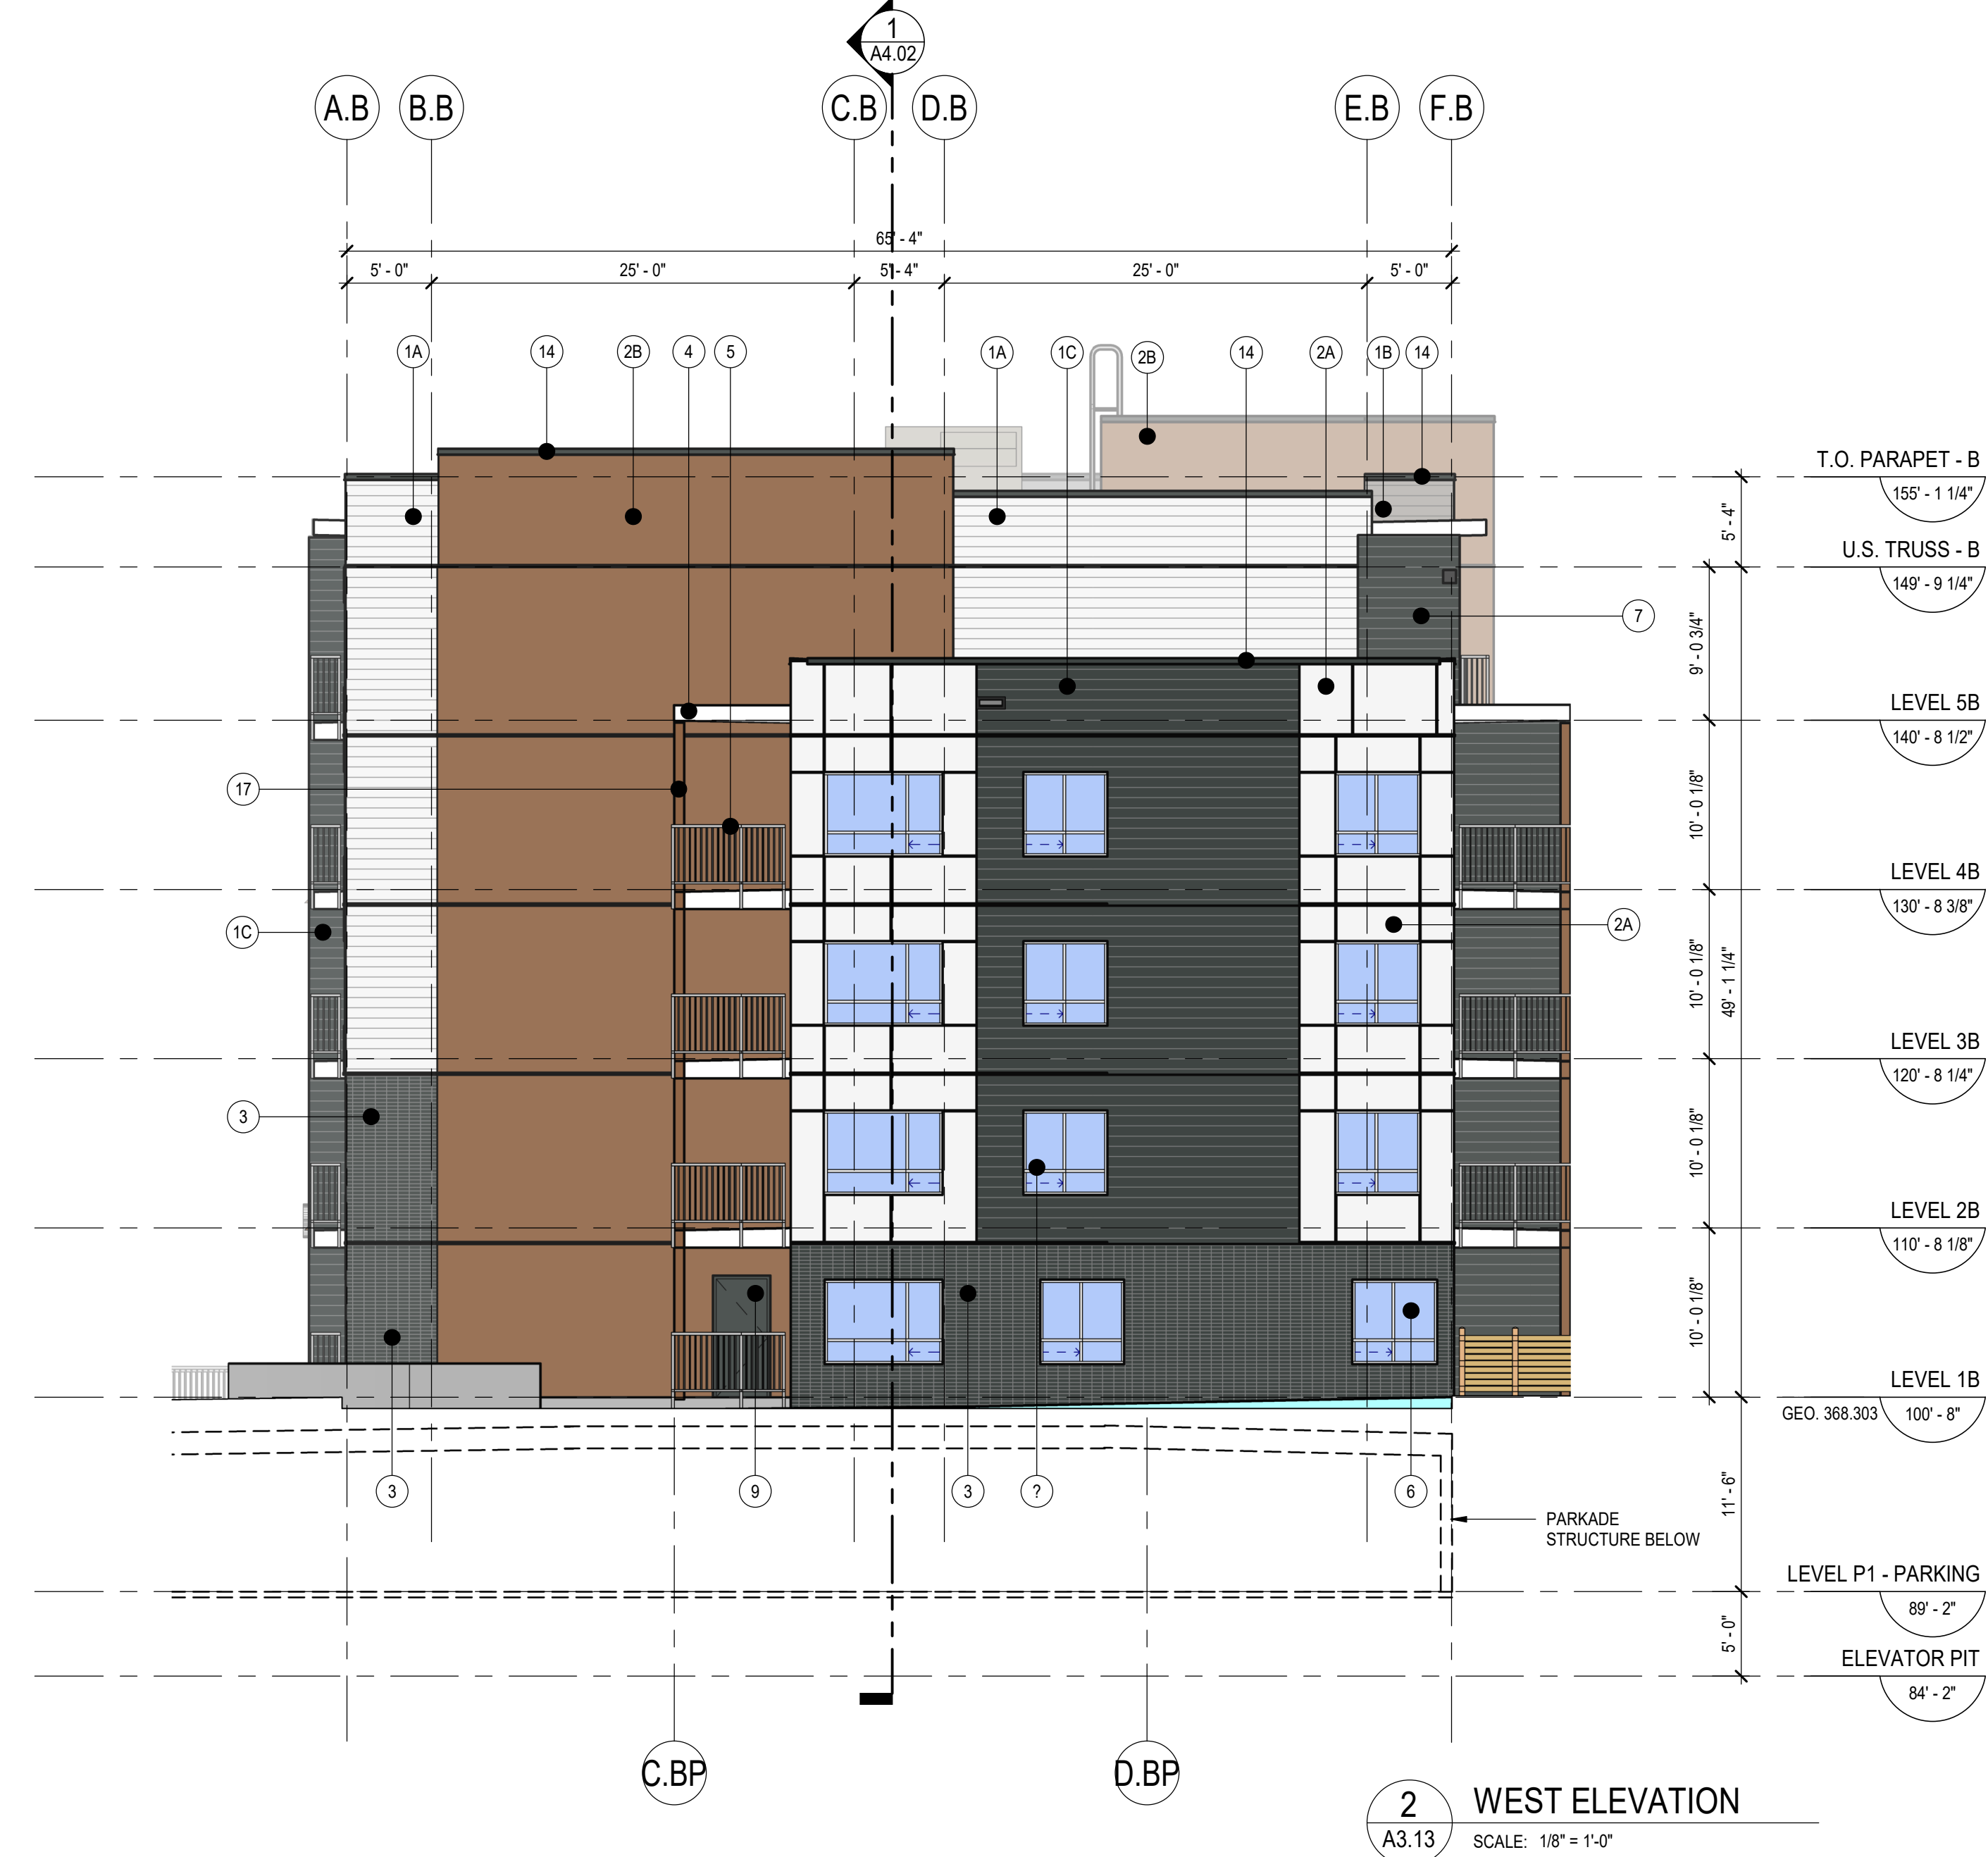 1
A4.02
A.B B.B C.B D.B E.B F.B
65' - 4"
5' - 0" 25' - 0" 5' - 4" 25' - 0" 5' - 0"
1A 14 2B 4 5 1A 1C 2B 14 2A 1B 14
T.O. PARAPET - B
155' - 1 1/4"
5' - 4"
U.S. TRUSS - B
149' - 9 1/4"
7
9' - 0 3/4"
LEVEL 5B
140' - 8 1/2"
17
10' - 0 1/8"
LEVEL 4B
130' - 8 3/8"
1C
2A
10' - 0 1/8"
49' - 1 1/4"
LEVEL 3B
120' - 8 1/4"
3
10' - 0 1/8"
LEVEL 2B
110' - 8 1/8"
10' - 0 1/8"
LEVEL 1B
GEO. 368.303
100' - 8"
3 9 3 ? 6
11' - 6"
PARKADE
STRUCTURE BELOW
LEVEL P1 - PARKING
89' - 2"
5' - 0"
ELEVATOR PIT
84' - 2"
C.BP D.BP
2
A3.13
WEST ELEVATION
SCALE: 1/8" = 1'-0"